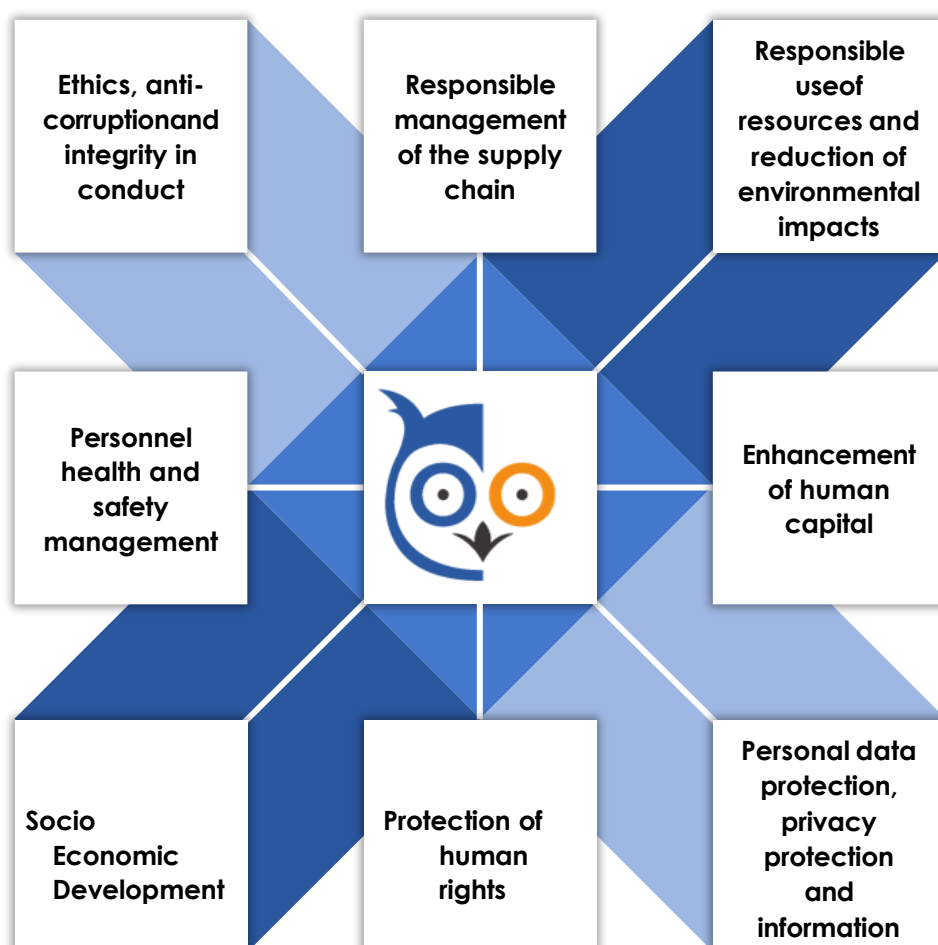 Ethics, anti-
corruptionand
integrity in
conduct
Responsible
management
of the supply
chain
Responsible
useof
resources and
reduction of
environmental
impacts
Personnel
health and
safety
management
Enhancement
of human
capital
Socio
Economic
Development
Protection of
human
rights
Personal data
protection,
privacy
protection
and
information